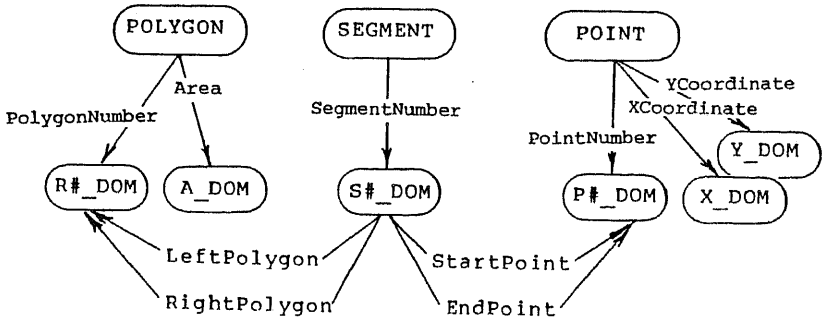 POLYGON
SEGMENT
POINT
Area
YCoordinate
PolygonNumber
SegmentNumber
XCoordinate
PointNumber
Y_DOM
R#_DOM
A_DOM
S#_DOM
P#_DOM
X_DOM
LeftPolygon
StartPoint
RightPolygon
EndPoint